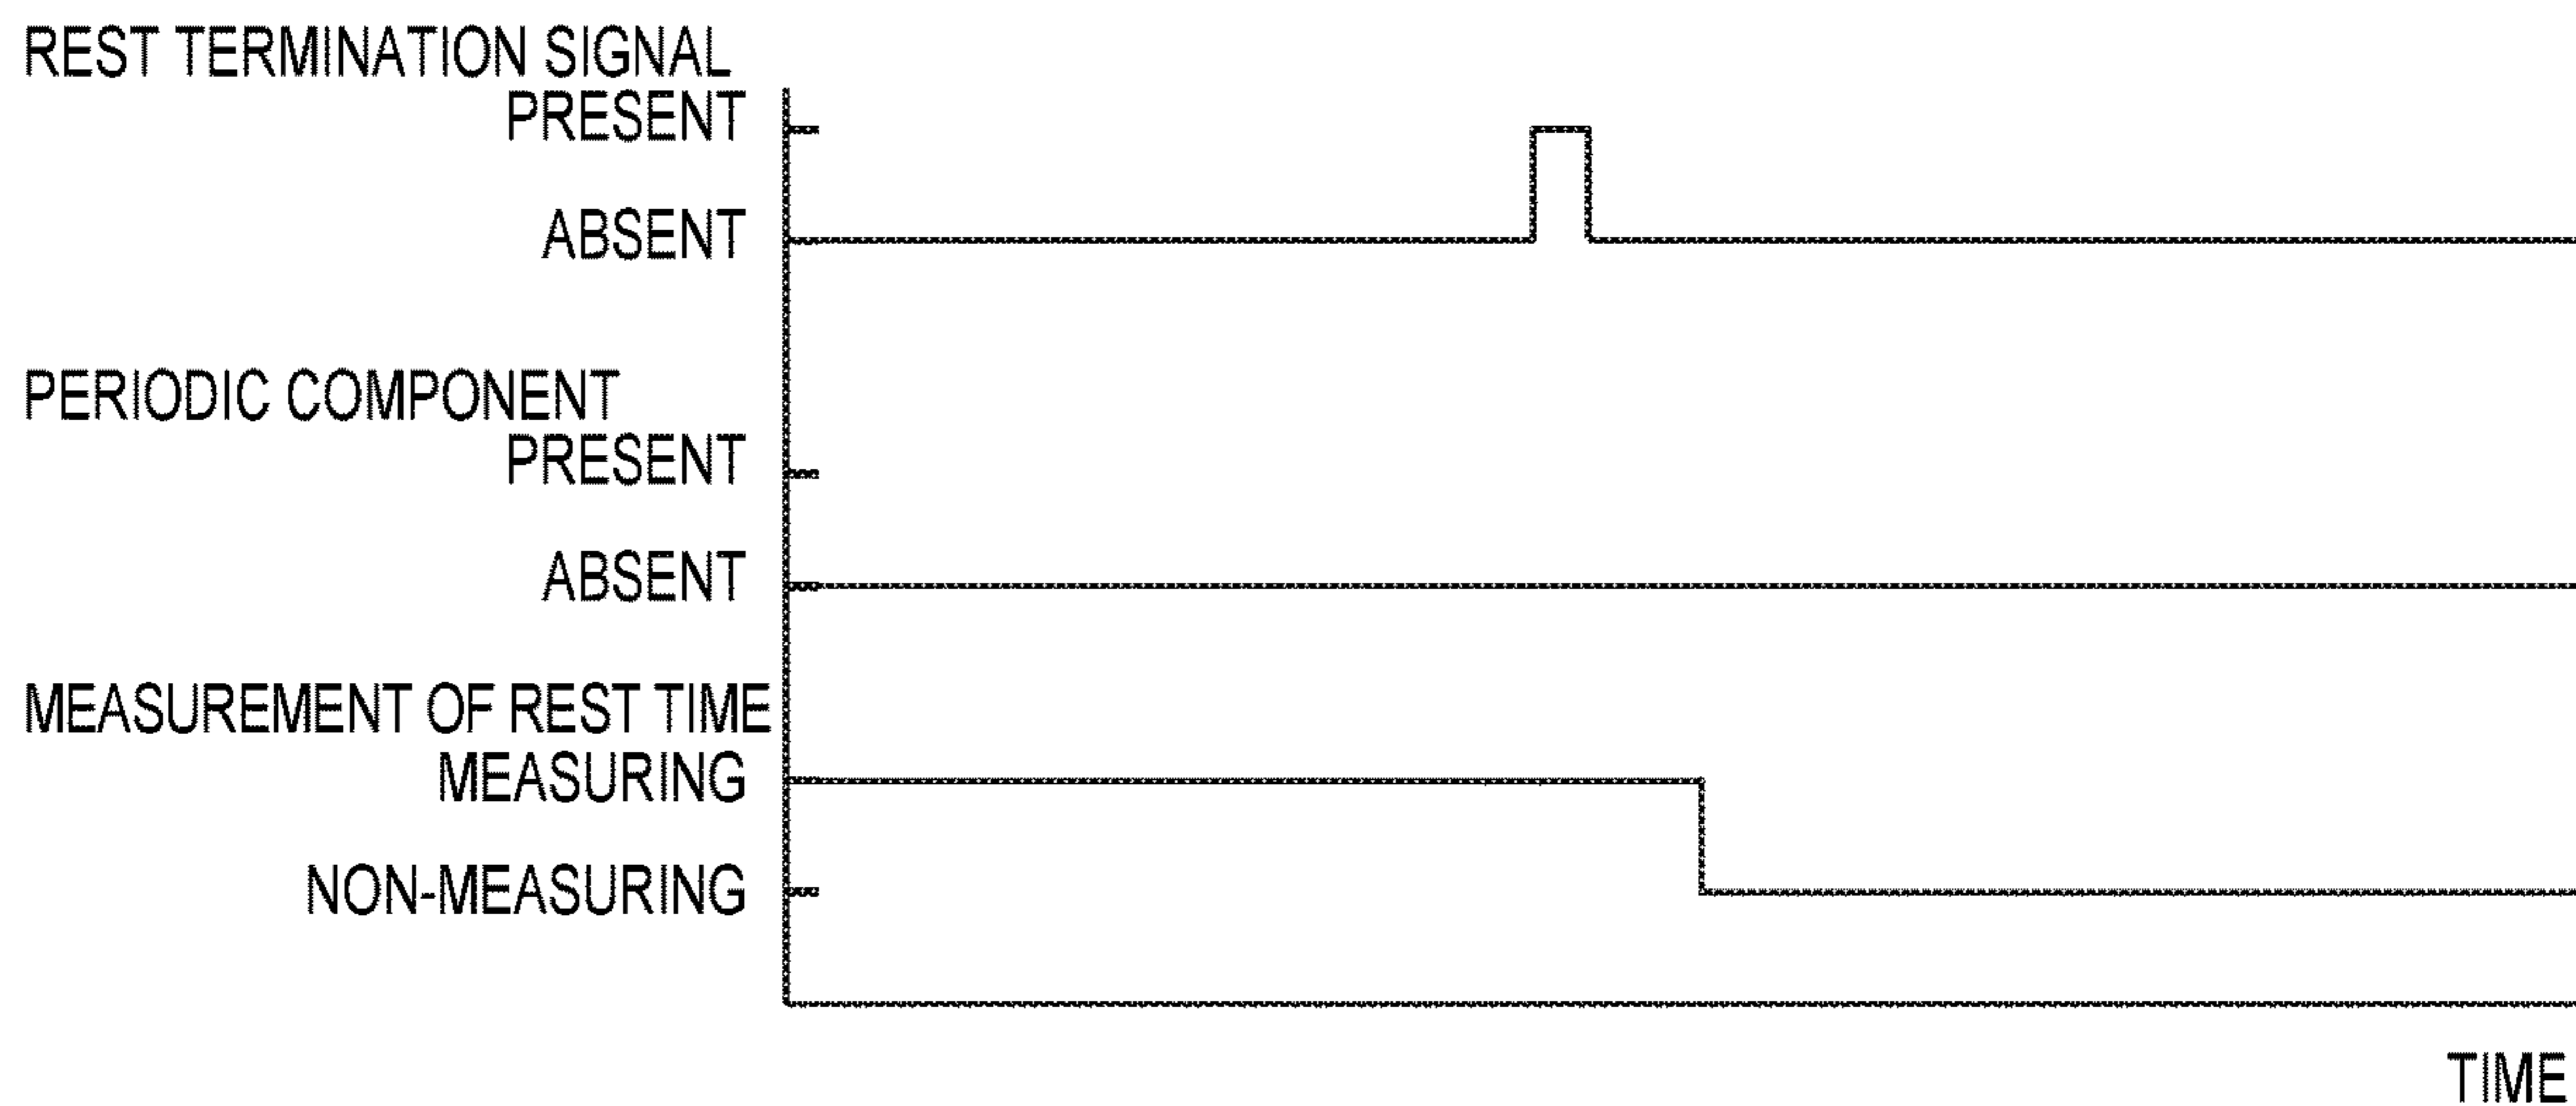 REST TERMINATION SIGNAL
PRESENT
ABSENT
PERIODIC COMPONENT
PRESENT
ABSENT
MEASUREMENT OF REST TIME
MEASURING
NON-MEASURING
TIME